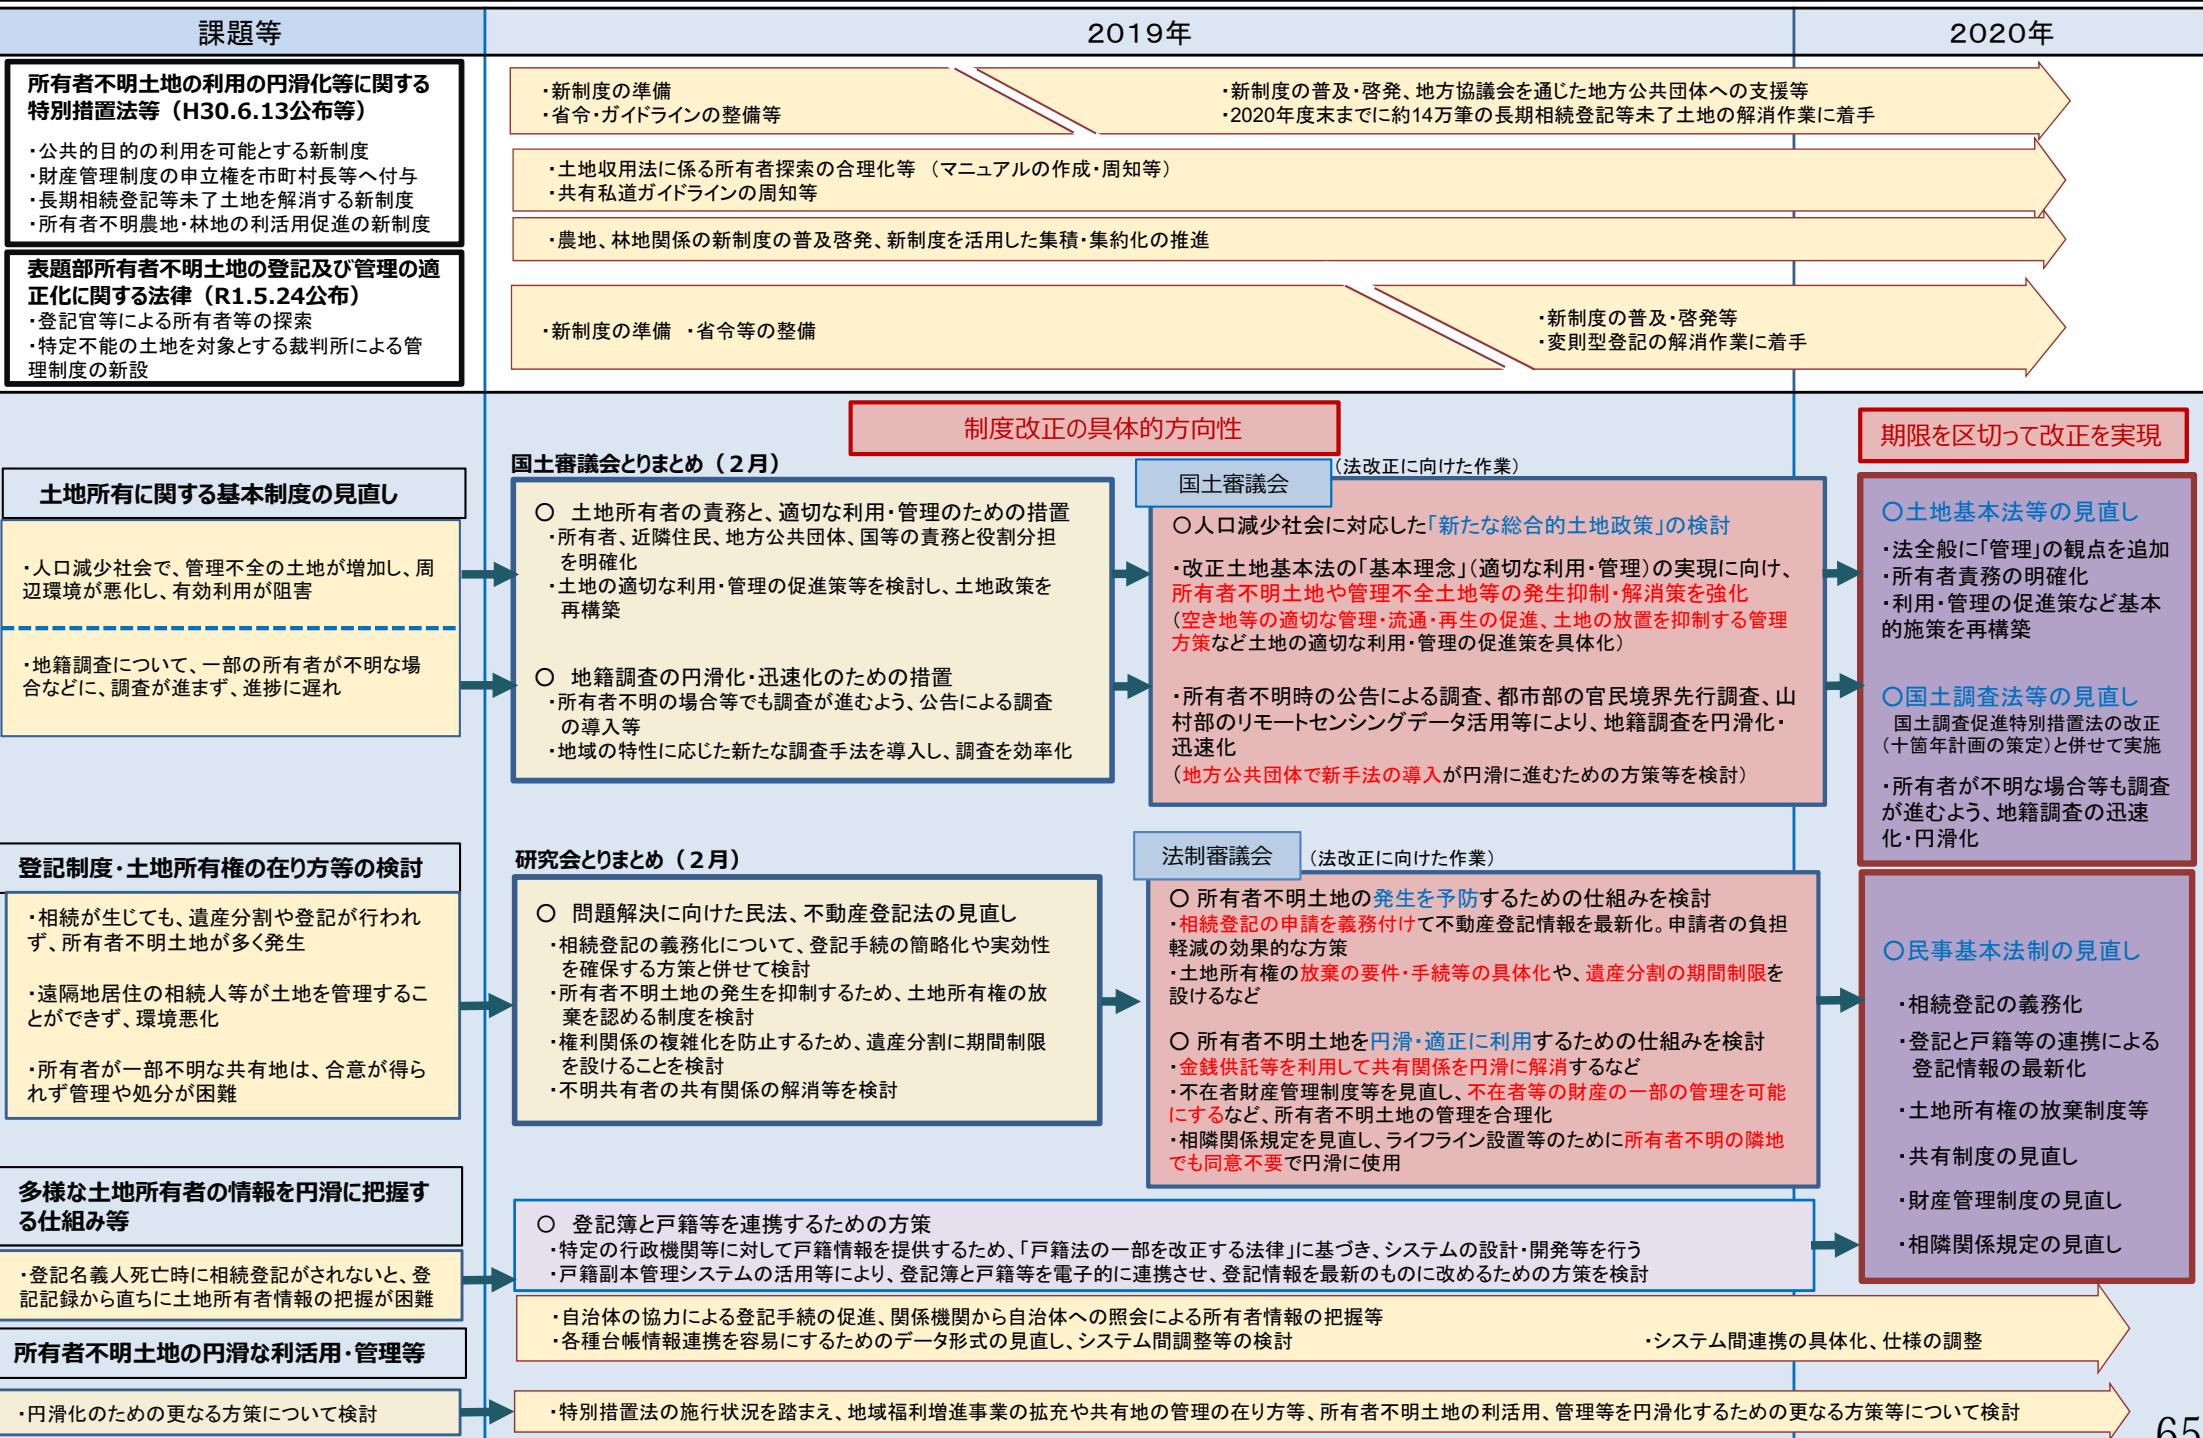 課題等
2019年
2020年
所有者不明土地の利用の円滑化等に関する
特別措置法等（H30.6.13公布等）
・公共的目的の利用を可能とする新制度
・財産管理制度の申立権を市町村長等へ付与
・長期相続登記等未了土地を解消する新制度
・所有者不明農地・林地の利活用促進の新制度
・新制度の準備
・省令・ガイドラインの整備等
・新制度の普及・啓発、地方協議会を通じた地方公共団体への支援等
・2020年度末までに約14万筆の長期相続登記等未了土地の解消作業に着手
・土地収用法に係る所有者探索の合理化等 （マニュアルの作成・周知等）
・共有私道ガイドラインの周知等
・農地、林地関係の新制度の普及啓発、新制度を活用した集積・集約化の推進
表題部所有者不明土地の登記及び管理の適
正化に関する法律（R1.5.24公布）
・登記官等による所有者等の探索
・特定不能の土地を対象とする裁判所による管
理制度の新設
・新制度の準備 ・省令等の整備
・新制度の普及・啓発等
・変則型登記の解消作業に着手
制度改正の具体的方向性
期限を区切って改正を実現
土地所有に関する基本制度の見直し
・人口減少社会で、管理不全の土地が増加し、周
辺環境が悪化し、有効利用が阻害
・地籍調査について、一部の所有者が不明な場
合などに、調査が進まず、進捗に遅れ
国土審議会とりまとめ（２月）
○ 土地所有者の責務と、適切な利用・管理のための措置
・所有者、近隣住民、地方公共団体、国等の責務と役割分担
を明確化
・土地の適切な利用・管理の促進策等を検討し、土地政策を
再構築
○ 地籍調査の円滑化・迅速化のための措置
・所有者不明の場合等でも調査が進むよう、公告による調査
の導入等
・地域の特性に応じた新たな調査手法を導入し、調査を効率化
国土審議会
（法改正に向けた作業）
○人口減少社会に対応した「新たな総合的土地政策」の検討
・改正土地基本法の「基本理念」（適切な利用・管理）の実現に向け、
所有者不明土地や管理不全土地等の発生抑制・解消策を強化
（空き地等の適切な管理・流通・再生の促進、土地の放置を抑制する管理
方策など土地の適切な利用・管理の促進策を具体化）
・所有者不明時の公告による調査、都市部の官民境界先行調査、山
村部のリモートセンシングデータ活用等により、地籍調査を円滑化・
迅速化
（地方公共団体で新手法の導入が円滑に進むための方策等を検討）
○土地基本法等の見直し
・法全般に「管理」の観点を追加
・所有者責務の明確化
・利用・管理の促進策など基本
的施策を再構築
○国土調査法等の見直し
国土調査促進特別措置法の改正
（十箇年計画の策定）と併せて実施
・所有者が不明な場合等も調査
が進むよう、地籍調査の迅速
化・円滑化
登記制度・土地所有権の在り方等の検討
・相続が生じても、遺産分割や登記が行われ
ず、所有者不明土地が多く発生
・遠隔地居住の相続人等が土地を管理するこ
とができず、環境悪化
・所有者が一部不明な共有地は、合意が得ら
れず管理や処分が困難
研究会とりまとめ（２月）
○ 問題解決に向けた民法、不動産登記法の見直し
・相続登記の義務化について、登記手続の簡略化や実効性
を確保する方策と併せて検討
・所有者不明土地の発生を抑制するため、土地所有権の放
棄を認める制度を検討
・権利関係の複雑化を防止するため、遺産分割に期間制限
を設けることを検討
・不明共有者の共有関係の解消等を検討
法制審議会
（法改正に向けた作業）
○ 所有者不明土地の発生を予防するための仕組みを検討
・相続登記の申請を義務付けて不動産登記情報を最新化。申請者の負担
軽減の効果的な方策
・土地所有権の放棄の要件・手続等の具体化や、遺産分割の期間制限を
設けるなど
○ 所有者不明土地を円滑・適正に利用するための仕組みを検討
・金銭供託等を利用して共有関係を円滑に解消するなど
・不在者財産管理制度等を見直し、不在者等の財産の一部の管理を可能
にするなど、所有者不明土地の管理を合理化
・相隣関係規定を見直し、ライフライン設置等のために所有者不明の隣地
でも同意不要で円滑に使用
○民事基本法制の見直し
・相続登記の義務化
・登記と戸籍等の連携による
登記情報の最新化
・土地所有権の放棄制度等
・共有制度の見直し
・財産管理制度の見直し
・相隣関係規定の見直し
多様な土地所有者の情報を円滑に把握す
る仕組み等
・登記名義人死亡時に相続登記がされないと、登
記記録から直ちに土地所有者情報の把握が困難
○ 登記簿と戸籍等を連携するための方策
・特定の行政機関等に対して戸籍情報を提供するため、「戸籍法の一部を改正する法律」に基づき、システムの設計・開発等を行う
・戸籍副本管理システムの活用等により、登記簿と戸籍等を電子的に連携させ、登記情報を最新のものに改めるための方策を検討
・自治体の協力による登記手続の促進、関係機関から自治体への照会による所有者情報の把握等
・各種台帳情報連携を容易にするためのデータ形式の見直し、システム間調整等の検討
・システム間連携の具体化、仕様の調整
所有者不明土地の円滑な利活用・管理等
・円滑化のための更なる方策について検討
・特別措置法の施行状況を踏まえ、地域福利増進事業の拡充や共有地の管理の在り方等、所有者不明土地の利活用、管理等を円滑化するための更なる方策等について検討
65